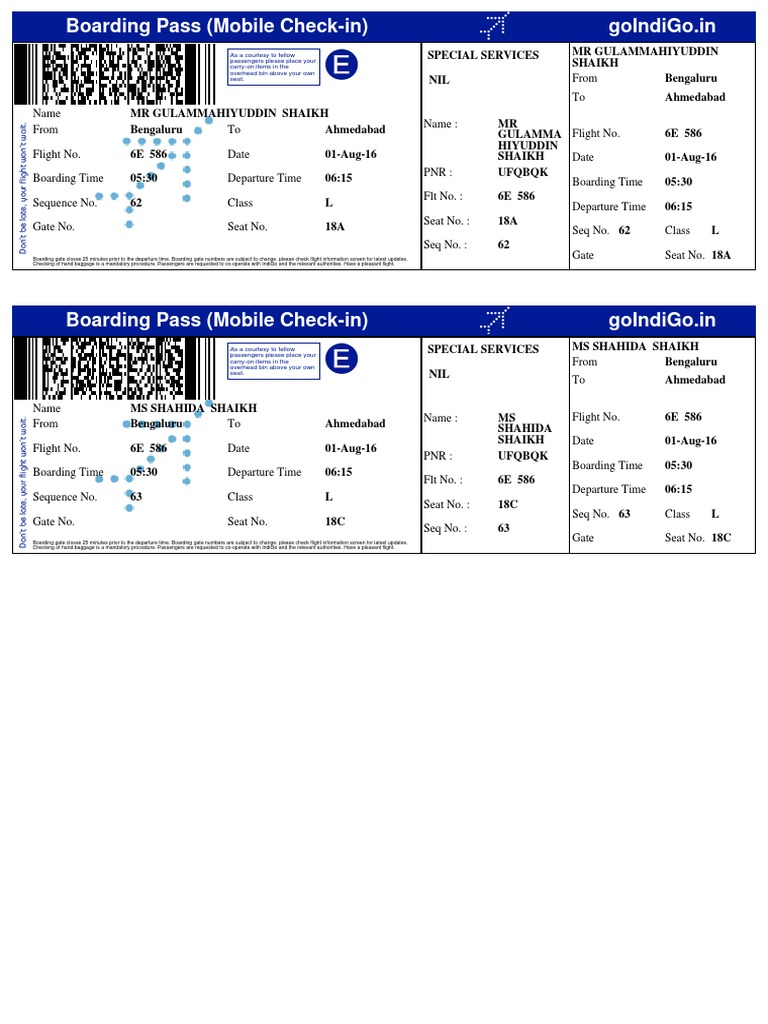 Boarding Pass (Mobile Check-in)
goIndiGo.in
As a courtesy to fellow
passengers please place your
carry-on items in the
overhead bin above your own
seat.
E
Don't be late, your flight won't wait.
Name MR GULAMMAHIYUDDIN SHAIKH
From Bengaluru To Ahmedabad
Flight No. 6E 586 Date 01-Aug-16
Boarding Time 05:30 Departure Time 06:15
Sequence No. 62 Class L
Gate No. Seat No. 18A
Boarding gate closes 25 minutes prior to the departure time. Boarding gate numbers are subject to change, please check flight information screen for latest updates.
Checking of hand baggage is a mandatory procedure. Passengers are requested to co-operate with IndiGo and the relevant authorities. Have a pleasant flight.
SPECIAL SERVICES
NIL
Name : MR
GULAMMA
HIYUDDIN
SHAIKH
PNR : UFQBQK
Flt No. : 6E 586
Seat No. : 18A
Seq No. : 62
MR GULAMMAHIYUDDIN
SHAIKH
From Bengaluru
To Ahmedabad
Flight No. 6E 586
Date 01-Aug-16
Boarding Time 05:30
Departure Time 06:15
Seq No. 62 Class L
Gate Seat No. 18A
Boarding Pass (Mobile Check-in)
goIndiGo.in
As a courtesy to fellow
passengers please place your
carry-on items in the
overhead bin above your own
seat.
E
Don't be late, your flight won't wait.
Name MS SHAHIDA SHAIKH
From Bengaluru To Ahmedabad
Flight No. 6E 586 Date 01-Aug-16
Boarding Time 05:30 Departure Time 06:15
Sequence No. 63 Class L
Gate No. Seat No. 18C
Boarding gate closes 25 minutes prior to the departure time. Boarding gate numbers are subject to change, please check flight information screen for latest updates.
Checking of hand baggage is a mandatory procedure. Passengers are requested to co-operate with IndiGo and the relevant authorities. Have a pleasant flight.
SPECIAL SERVICES
NIL
Name : MS
SHAHIDA
SHAIKH
PNR : UFQBQK
Flt No. : 6E 586
Seat No. : 18C
Seq No. : 63
MS SHAHIDA SHAIKH
From Bengaluru
To Ahmedabad
Flight No. 6E 586
Date 01-Aug-16
Boarding Time 05:30
Departure Time 06:15
Seq No. 63 Class L
Gate Seat No. 18C